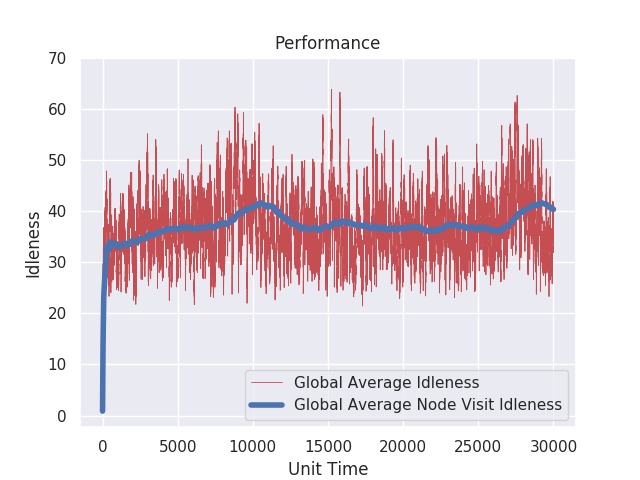 Performance
70
60
50
40
30
20
10
0
Idleness
Global Average Idleness
Global Average Node Visit Idleness
0 5000 10000 15000 20000 25000 30000
Unit Time